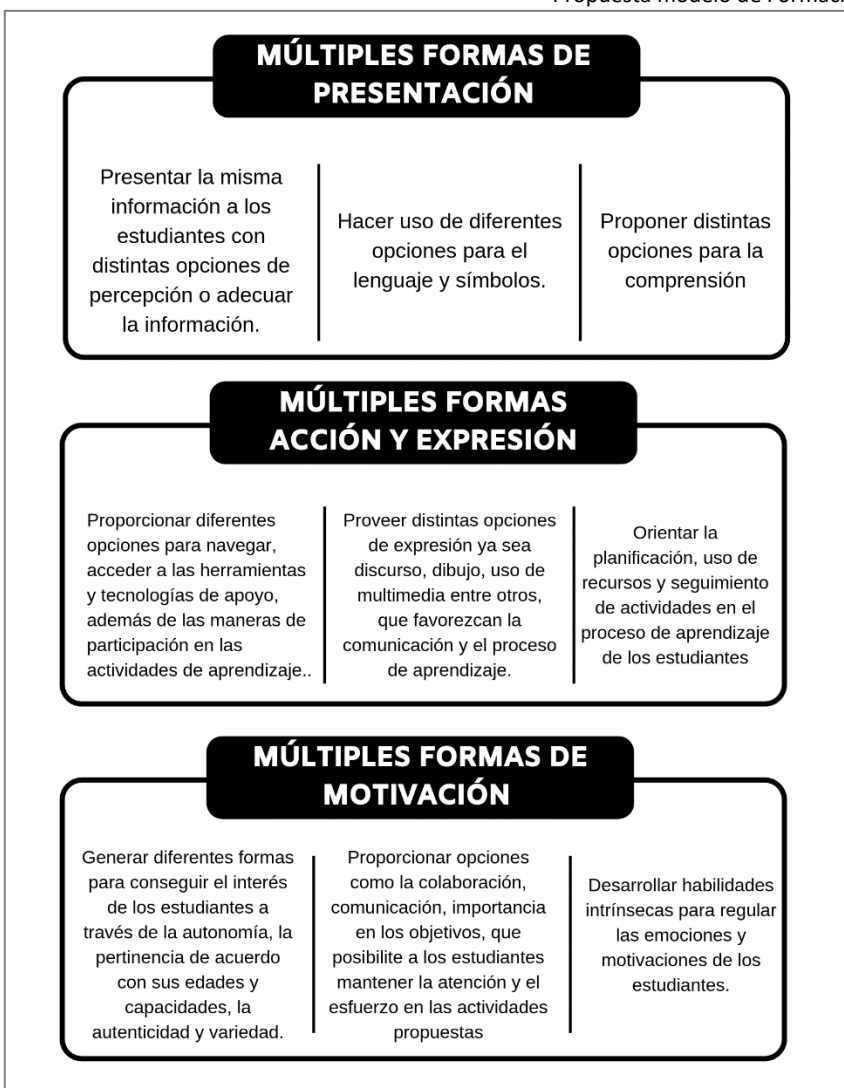 Propuesta modelo de Formaci
MÚLTIPLES FORMAS DE
PRESENTACIÓN
Presentar la misma
información a los
estudiantes con
distintas opciones de
percepción o adecuar
la información.
Hacer uso de diferentes
opciones para el
lenguaje y símbolos.
Proponer distintas
opciones para la
comprensión
MÚLTIPLES FORMAS
ACCIÓN Y EXPRESIÓN
Proporcionar diferentes
opciones para navegar,
acceder a las herramientas
y tecnologías de apoyo,
además de las maneras de
participación en las
actividades de aprendizaje..
Proveer distintas opciones
de expresión ya sea
discurso, dibujo, uso de
multimedia entre otros,
que favorezcan la
comunicación y el proceso
de aprendizaje.
Orientar la
planificación, uso de
recursos y seguimiento
de actividades en el
proceso de aprendizaje
de los estudiantes
MÚLTIPLES FORMAS DE
MOTIVACIÓN
Generar diferentes formas
para conseguir el interés
de los estudiantes a
través de la autonomía, la
pertinencia de acuerdo
con sus edades y
capacidades, la
autenticidad y variedad.
Proporcionar opciones
como la colaboración,
comunicación, importancia
en los objetivos, que
posibilite a los estudiantes
mantener la atención y el
esfuerzo en las actividades
propuestas
Desarrollar habilidades
intrínsecas para regular
las emociones y
motivaciones de los
estudiantes.